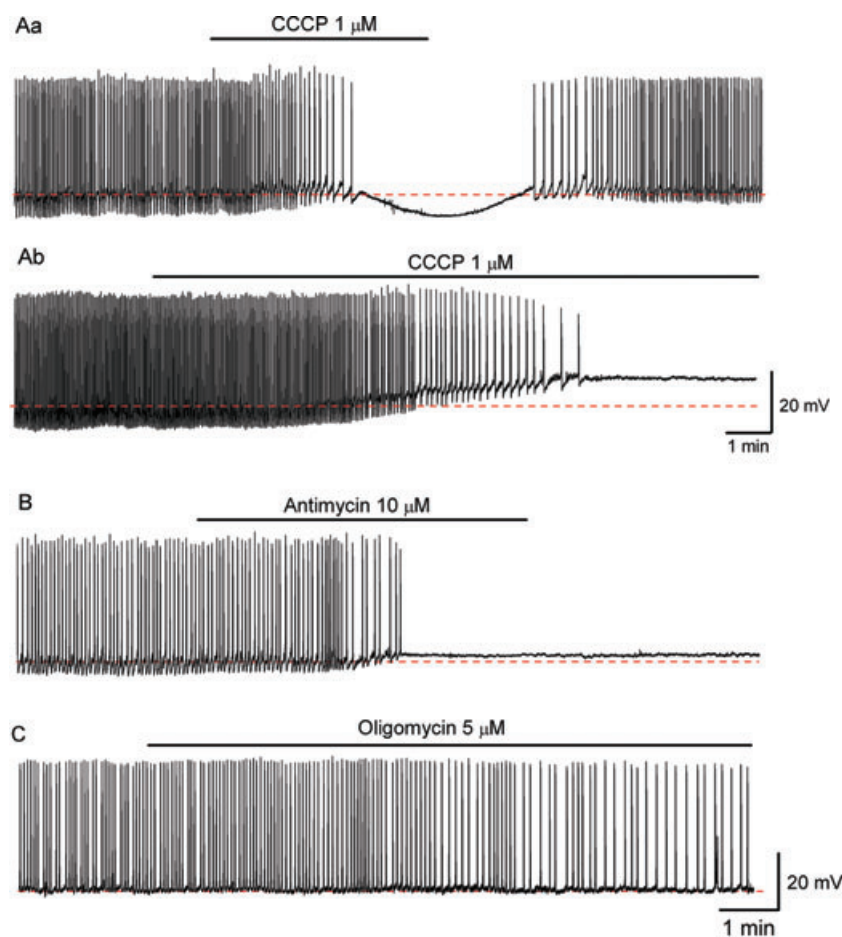 Aa
CCCP 1 μM
Ab
CCCP 1 μM
20 mV
1 min
B
Antimycin 10 μM
C
Oligomycin 5 μM
20 mV
1 min